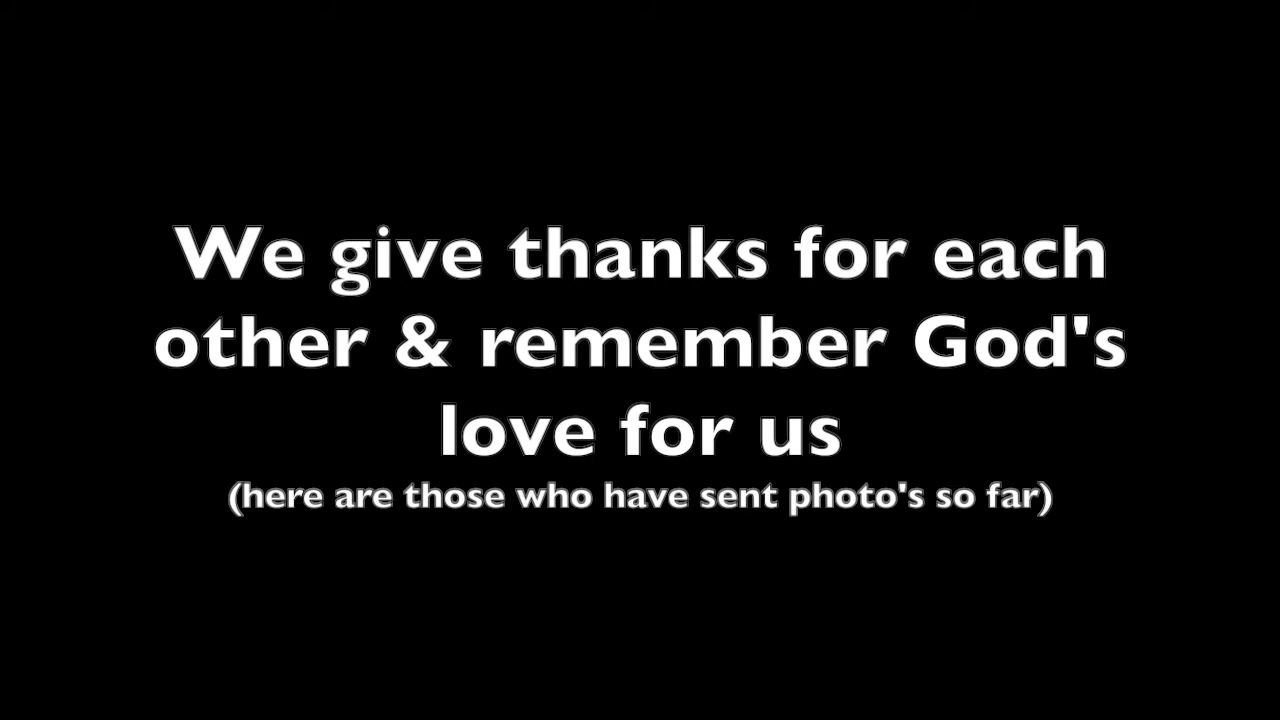 We give thanks for each
other & remember God's
love for us
(here are those who have sent photo's so far)